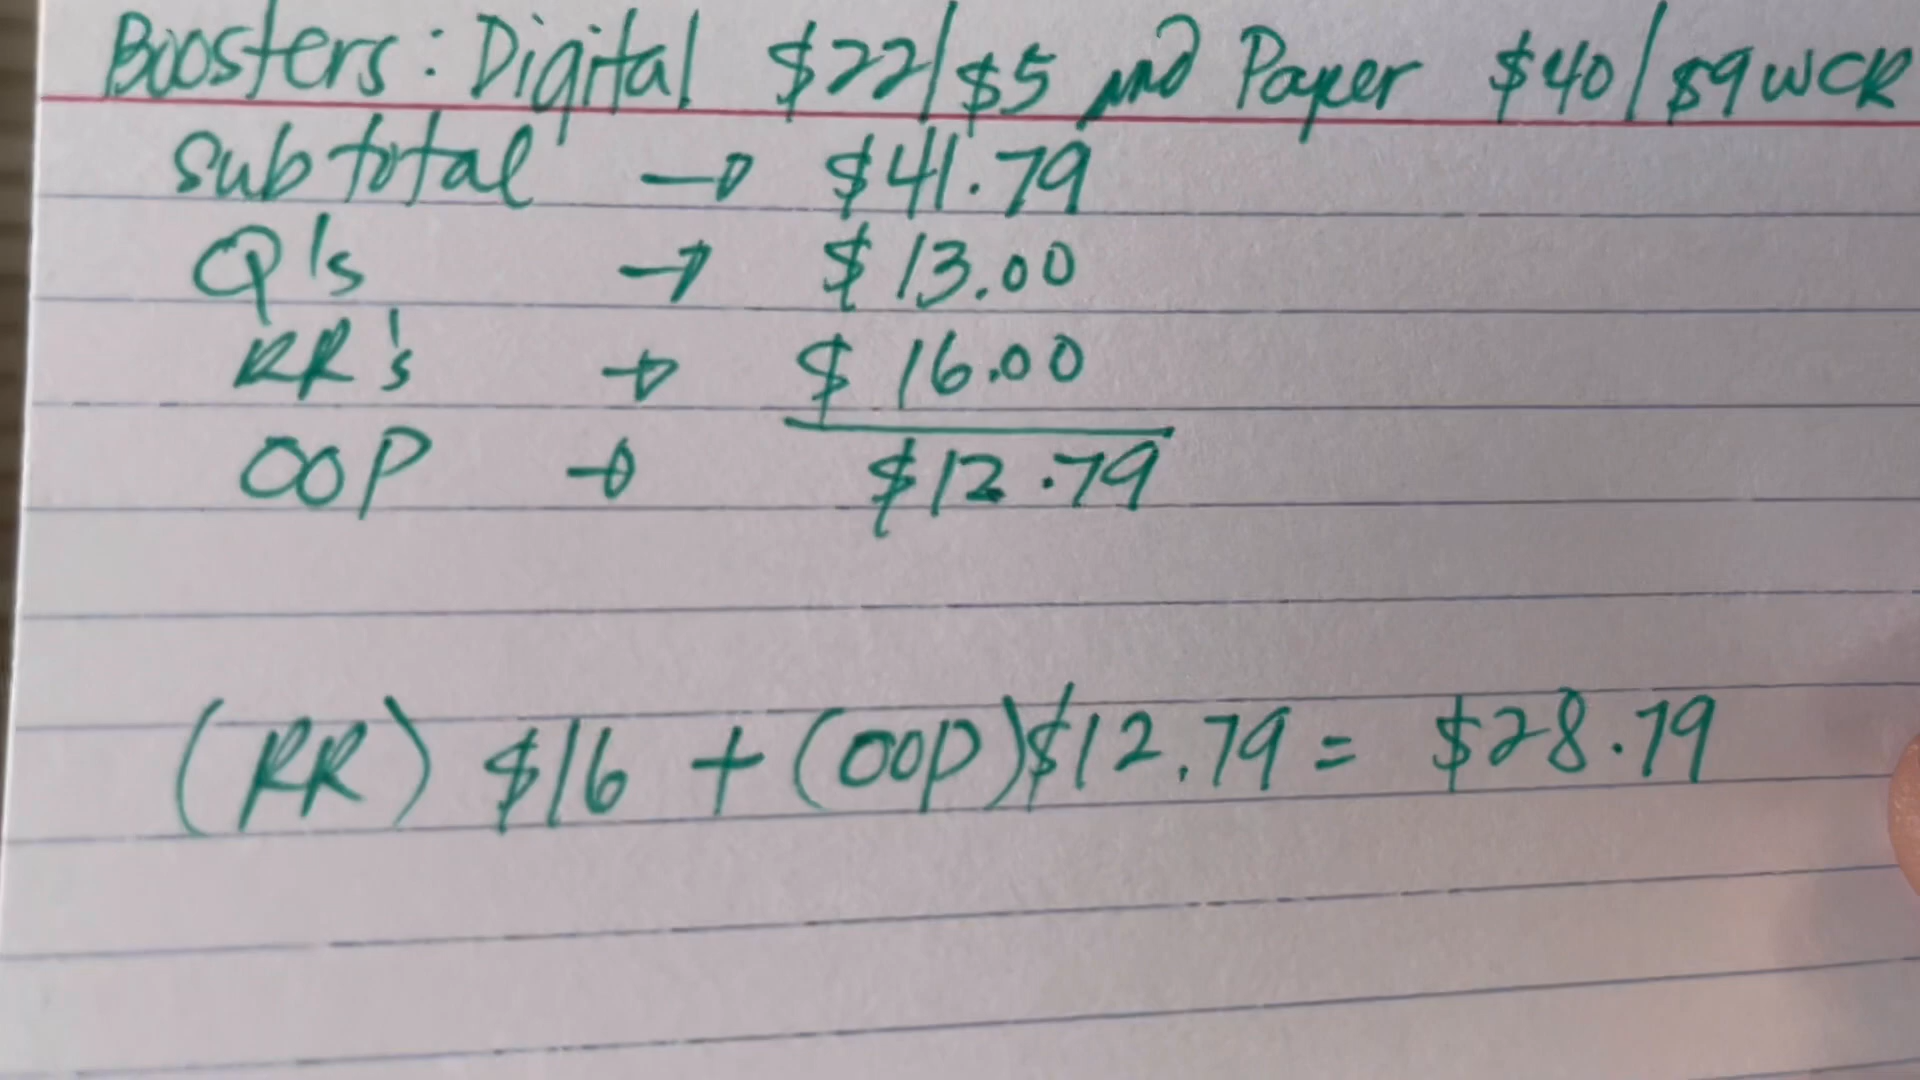 Boosters: Digital $22/$5 and Paper $40/$9 WCR
Subtotal → $41.79
Q's → $13.00
RR's → $16.00
OOP → $12.79
(RR) $16 + (OOP) $12.79 = $28.79